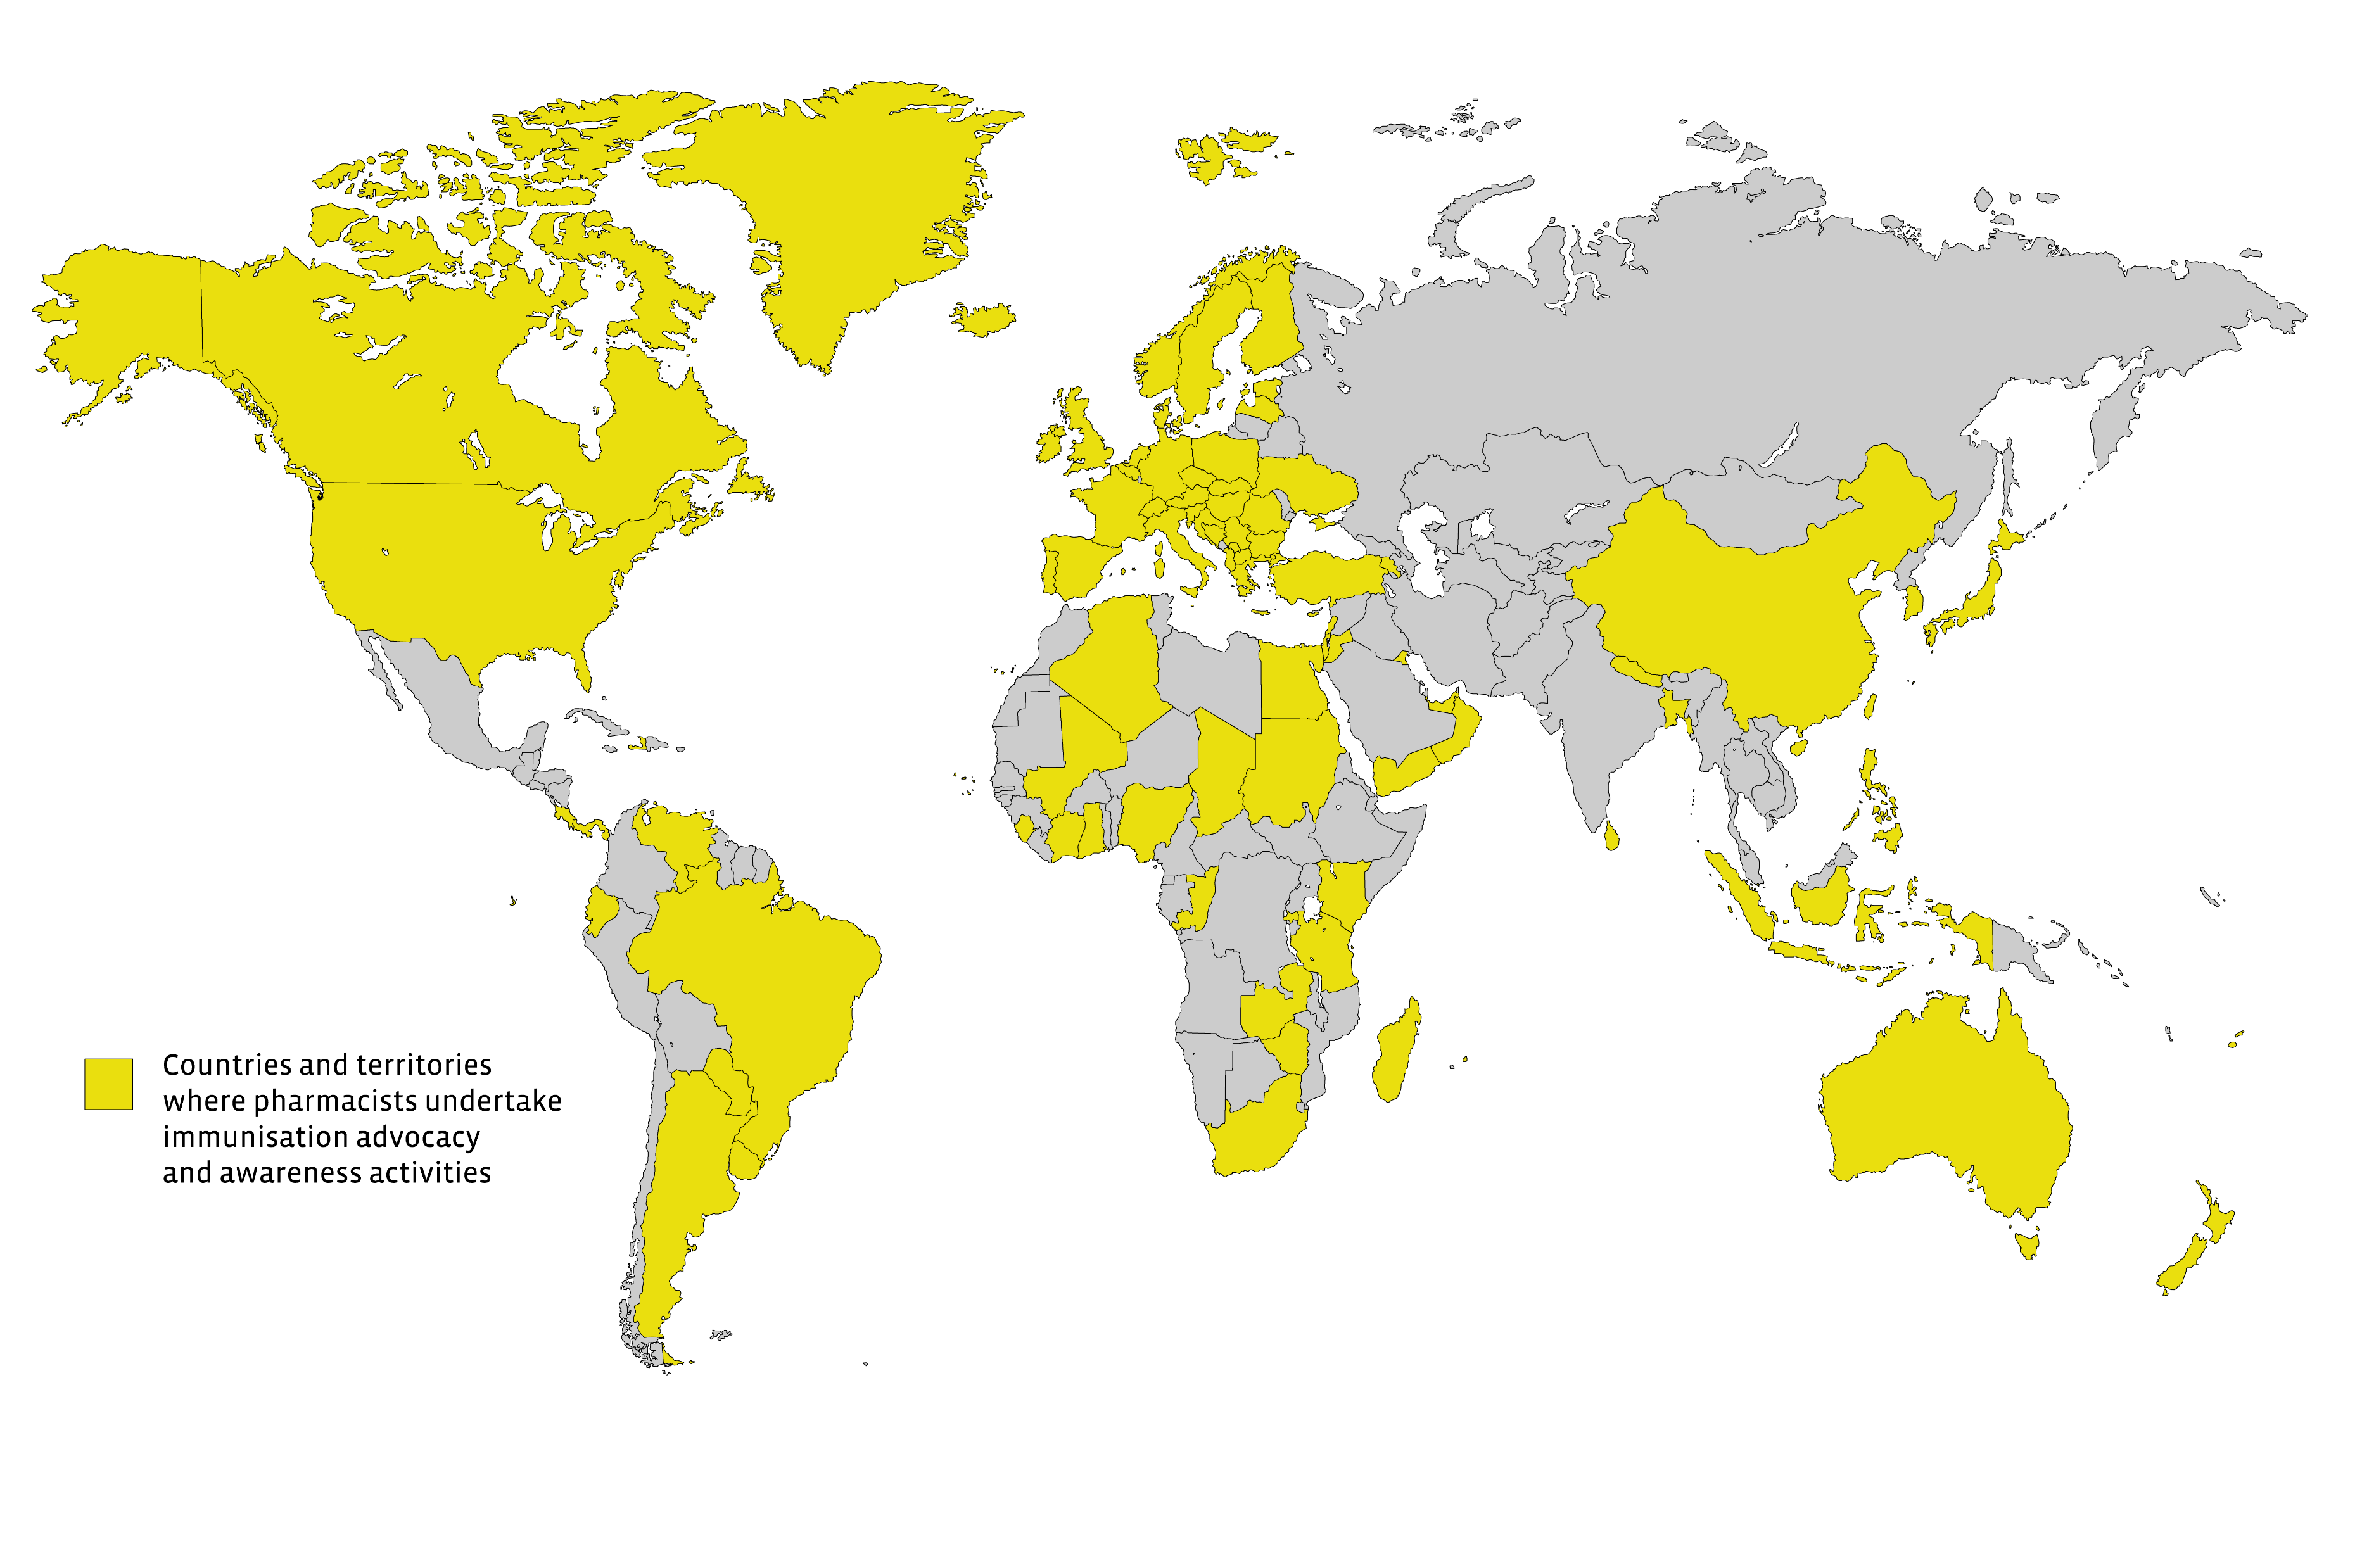 Countries and territories
where pharmacists undertake
immunisation advocacy
and awareness activities